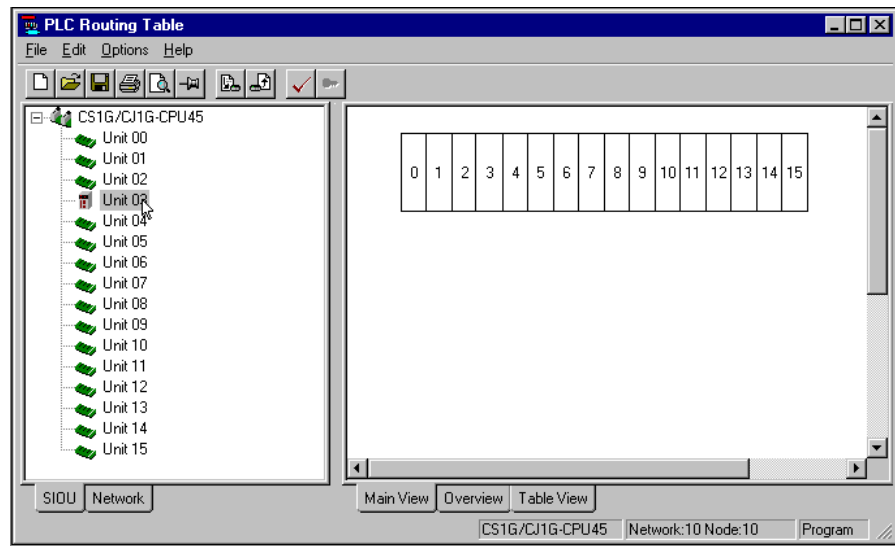 PLC Routing Table
File Edit Options Help
CS1G/CJ1G-CPU45
Unit 00
Unit 01
Unit 02
Unit 03
Unit 04
Unit 05
Unit 06
Unit 07
Unit 08
Unit 09
Unit 10
Unit 11
Unit 12
Unit 13
Unit 14
Unit 15
SIOU Network
0 1 2 3 4 5 6 7 8 9 10 11 12 13 14 15
Main View Overview Table View
CS1G/CJ1G-CPU45 Network:10 Node:10 Program